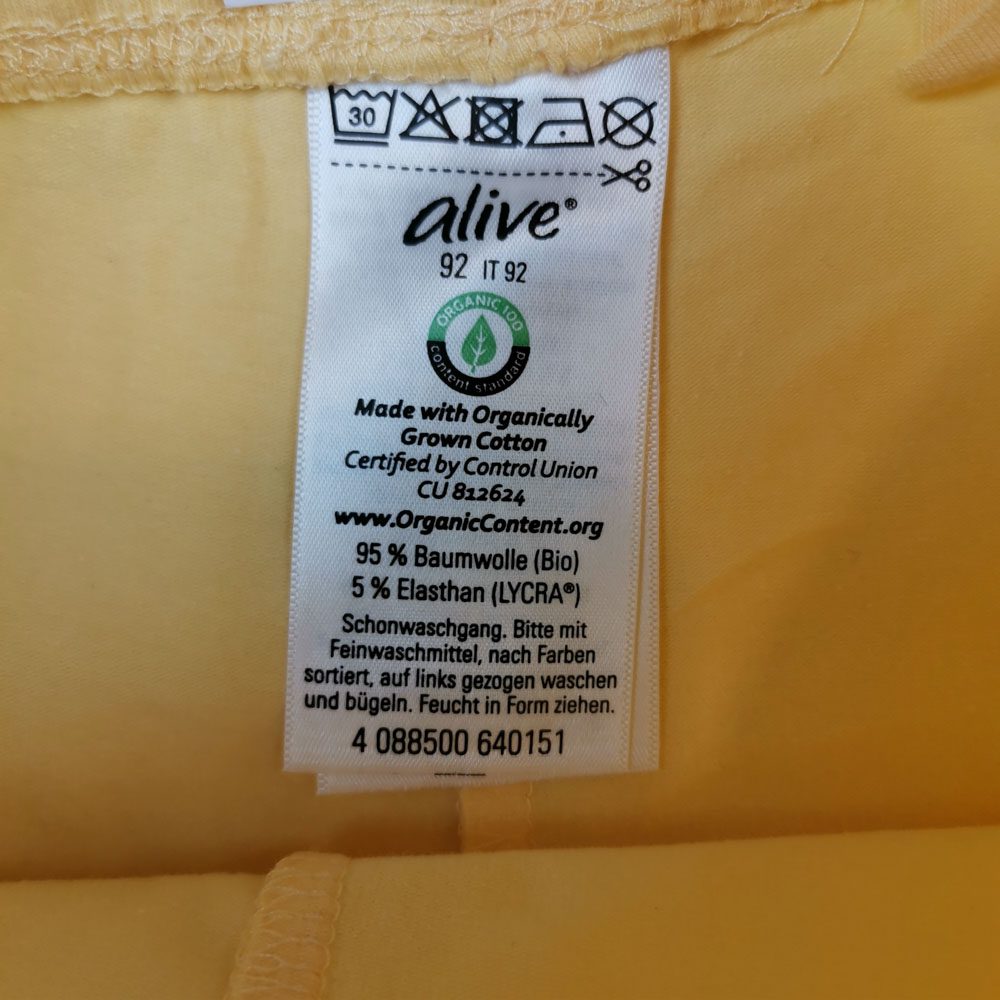 30
alive®
92 IT 92
ORGANIC 100
content standard
Made with Organically
Grown Cotton
Certified by Control Union
CU 812624
www.OrganicContent.org
95 % Baumwolle (Bio)
5 % Elasthan (LYCRA®)
Schonwaschgang. Bitte mit
Feinwaschmittel, nach Farben
sortiert, auf links gezogen waschen
und bügeln. Feucht in Form ziehen.
4 088500 640151